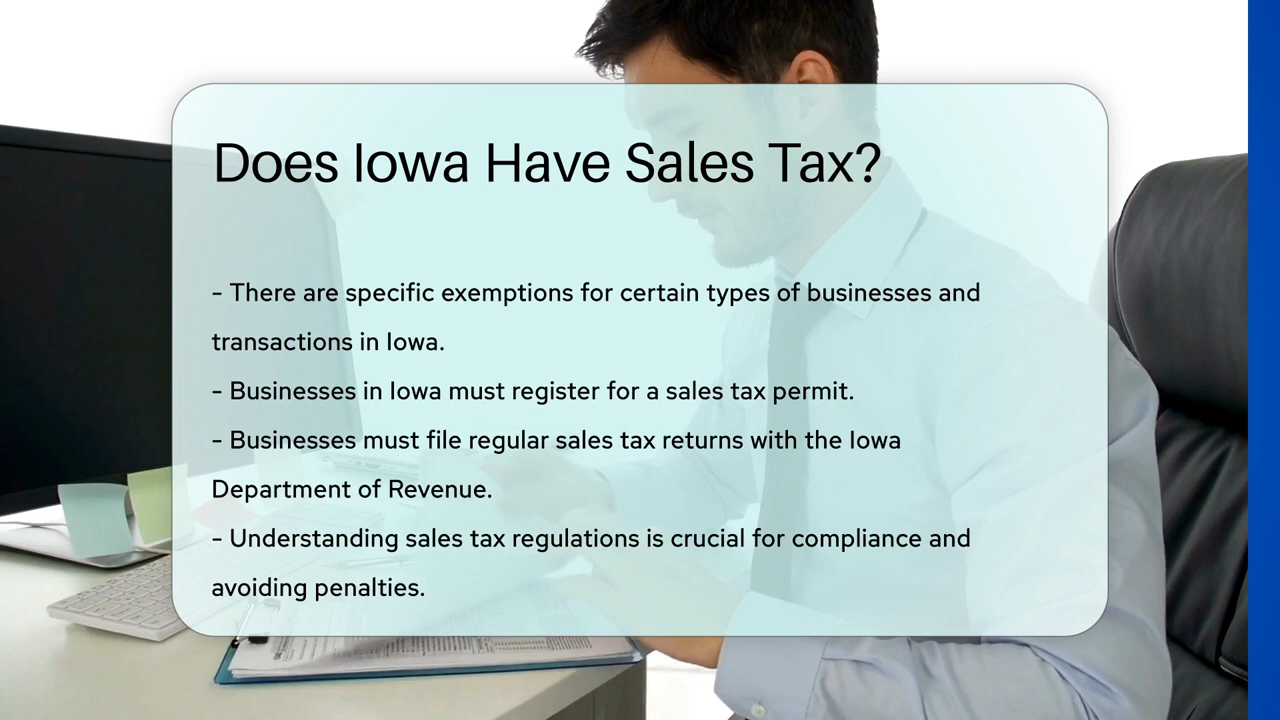 Does Iowa Have Sales Tax?
- There are specific exemptions for certain types of businesses and
transactions in Iowa.
- Businesses in Iowa must register for a sales tax permit.
- Businesses must file regular sales tax returns with the Iowa
Department of Revenue.
- Understanding sales tax regulations is crucial for compliance and
avoiding penalties.